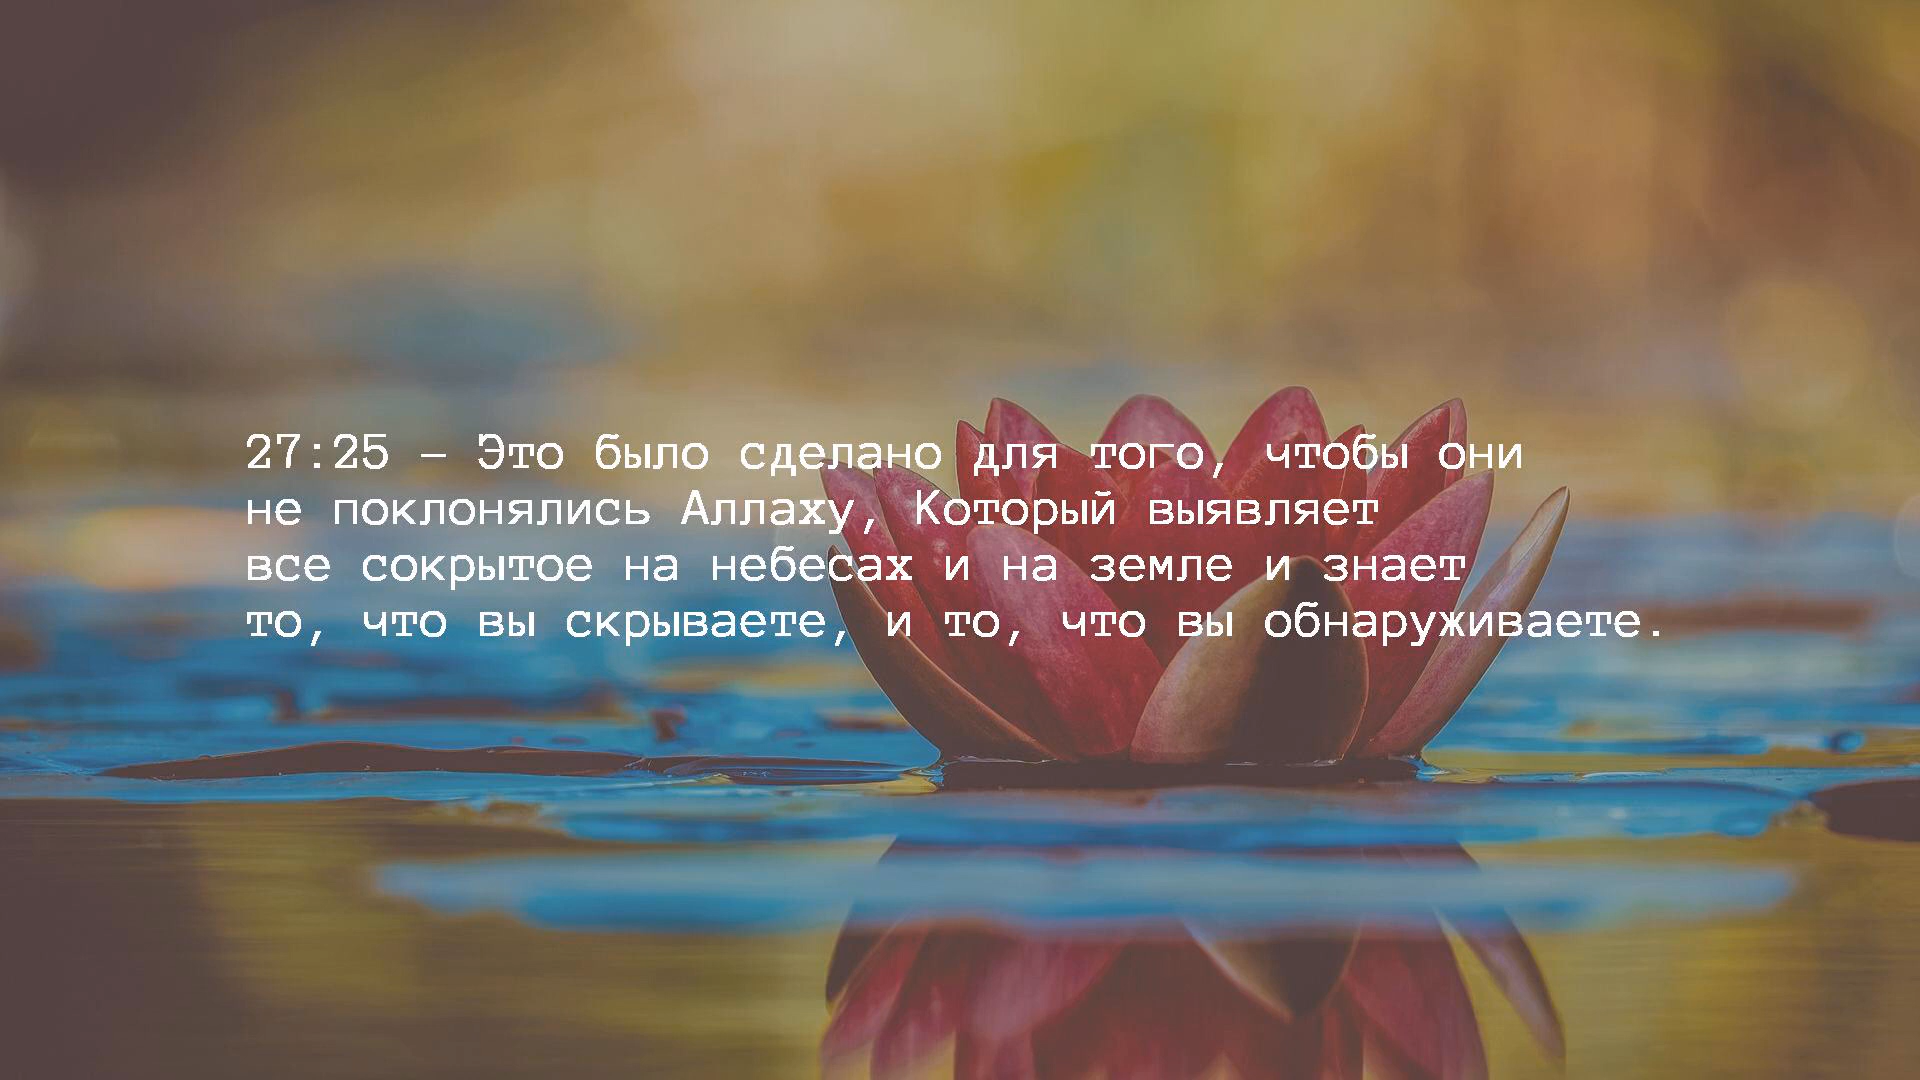 27:25 — Это было сделано для того, чтобы они
не поклонялись Аллаху, Который выявляет
все сокрытое на небесах и на земле и знает
то, что вы скрываете, и то, что вы обнаруживаете.